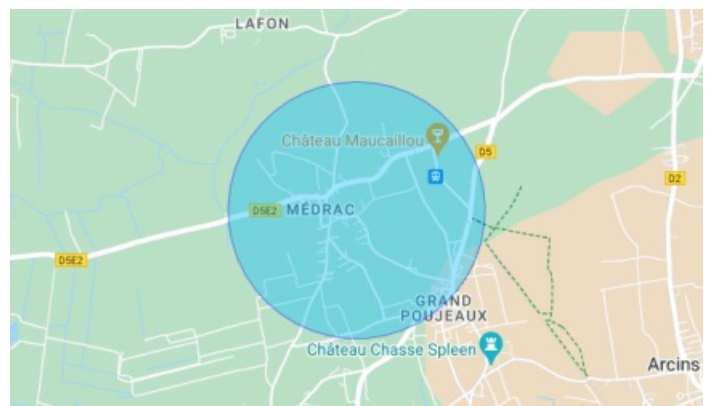 LAFON
Château Maucaillou
D5
D2
D5E2
MÉDRAC
D5E2
GRAND
POUJEAUX
Château Chasse Spleen
Arcins